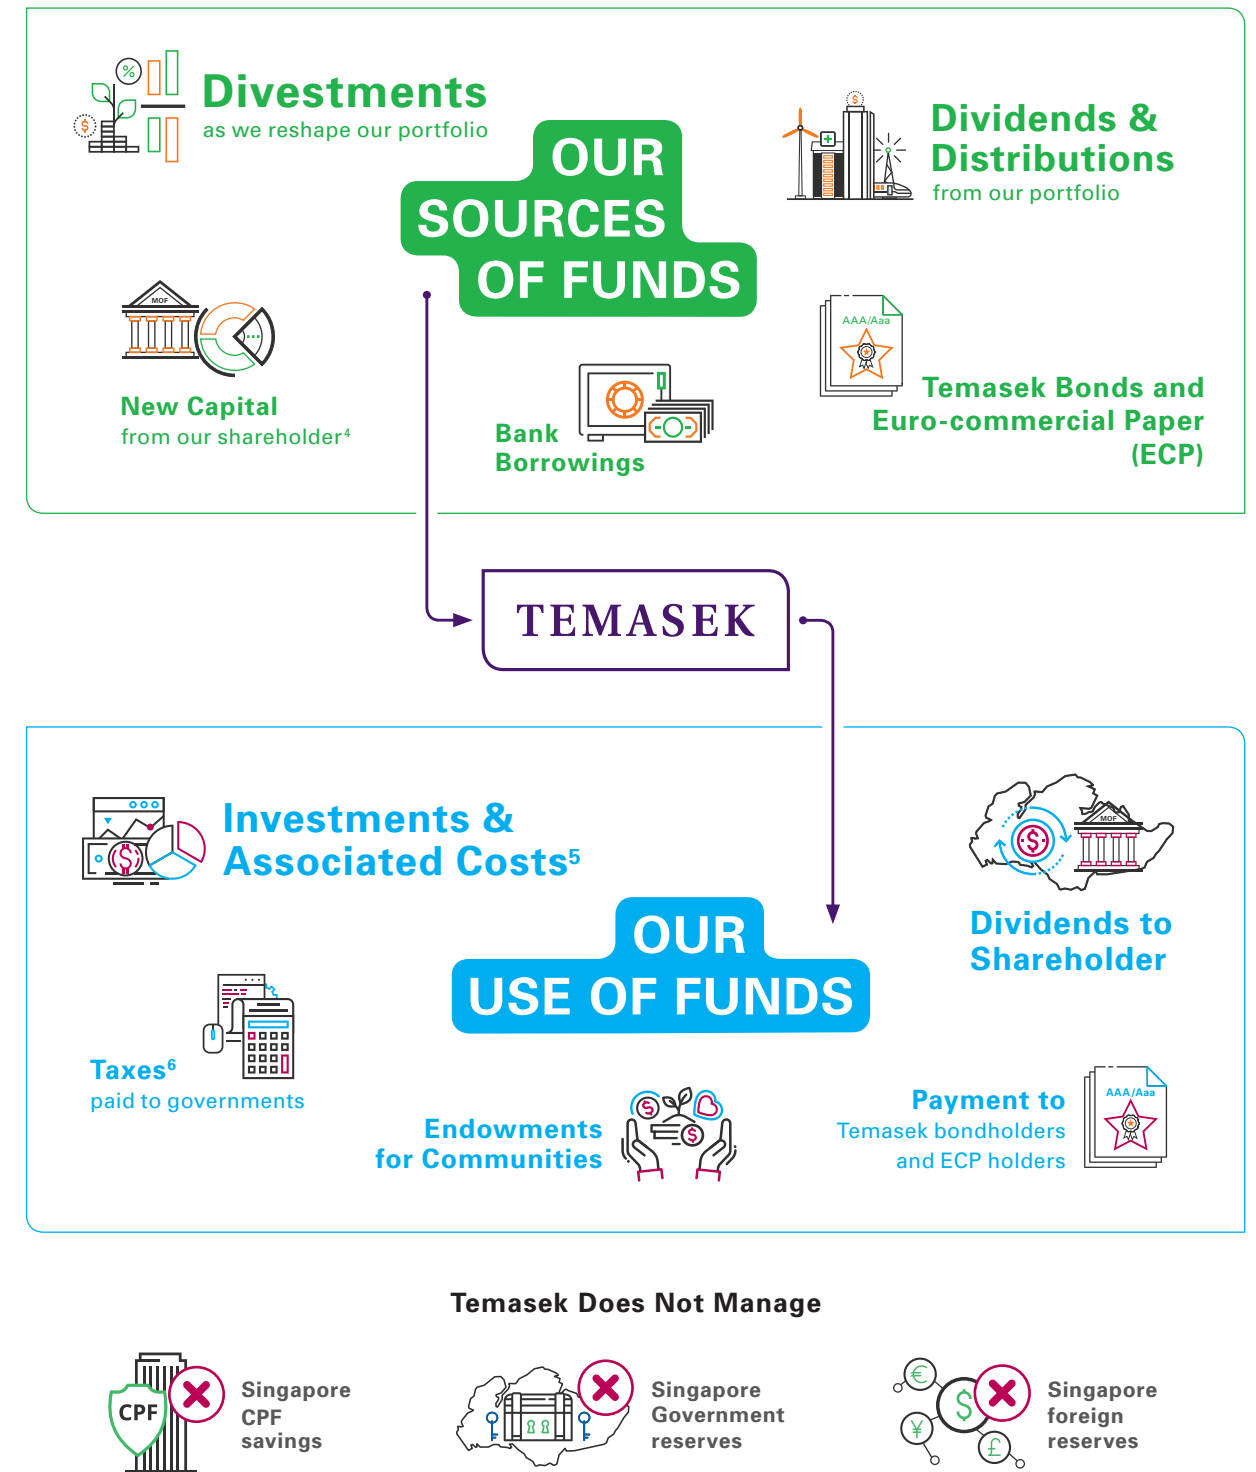 Divestments
as we reshape our portfolio
OUR
SOURCES
OF FUNDS
Dividends &
Distributions
from our portfolio
MOF
New Capital
from our shareholder4
Bank
Borrowings
AAA/Aaa
Temasek Bonds and
Euro-commercial Paper
(ECP)
TEMASEK
Investments &
Associated Costs5
MOF
Dividends to
Shareholder
OUR
USE OF FUNDS
Taxes6
paid to governments
Endowments
for Communities
Payment to
Temasek bondholders
and ECP holders
AAA/Aaa
Temasek Does Not Manage
CPF
Singapore
CPF
savings
Singapore
Government
reserves
Singapore
foreign
reserves